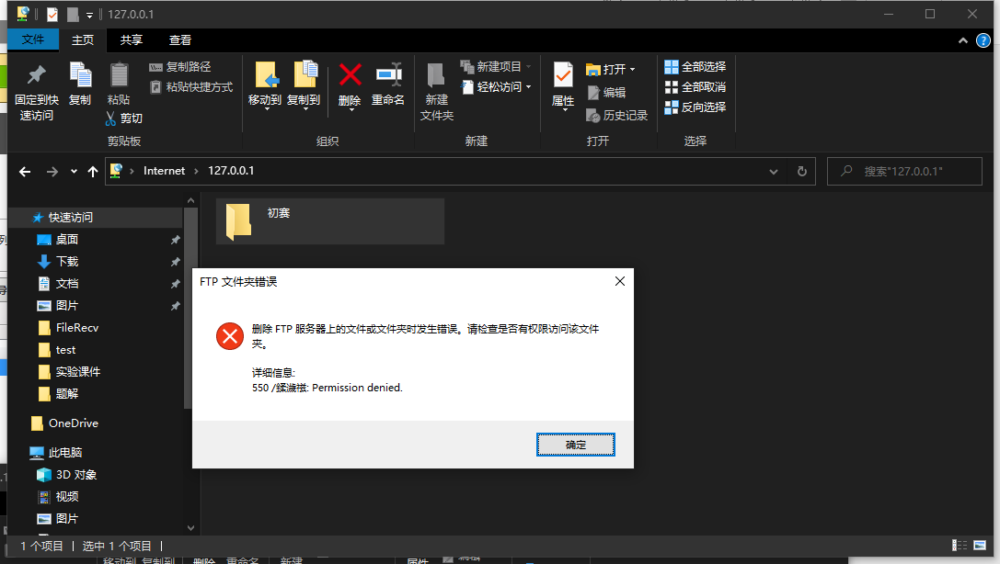 127.0.0.1
文件 主页 共享 查看
固定到快速访问
复制
粘贴
复制路径
粘贴快捷方式
剪切
剪贴板
移动到
复制到
删除
重命名
组织
新建文件夹
新建项目
轻松访问
新建
属性
打开
编辑
历史记录
打开
全部选择
全部取消
反向选择
选择
Internet 127.0.0.1
搜索"127.0.0.1"
快速访问
桌面
下载
文档
图片
FileRecv
test
实验课件
题解
OneDrive
此电脑
3D 对象
视频
图片
初赛
FTP 文件夹错误
删除 FTP 服务器上的文件或文件夹时发生错误。请检查是否有权限访问该文件
夹。
详细信息:
Permission denied.
确定
1 个项目 选中 1 个项目